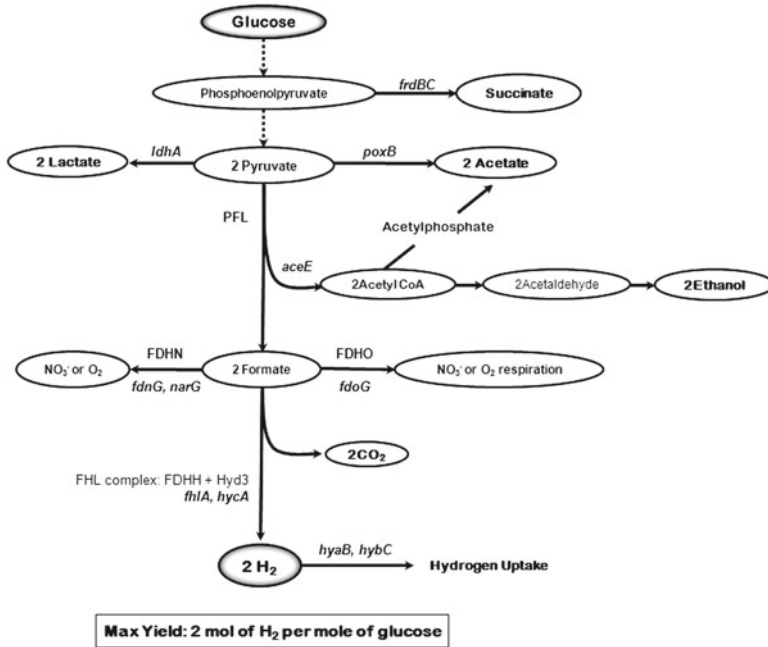 Glucose
Phosphoenolpyruvate
frdBC
Succinate
2 Lactate
ldhA
2 Pyruvate
poxB
2 Acetate
PFL
Acetylphosphate
aceE
2Acetyl CoA
2Acetaldehyde
2Ethanol
NO₃⁻ or O₂
FDHN
fdnG, narG
2 Formate
FDHO
fdoG
NO₃⁻ or O₂ respiration
2CO₂
FHL complex: FDHH + Hyd3
fhlA, hycA
2 H₂
hyaB, hybC
Hydrogen Uptake
Max Yield: 2 mol of H₂ per mole of glucose